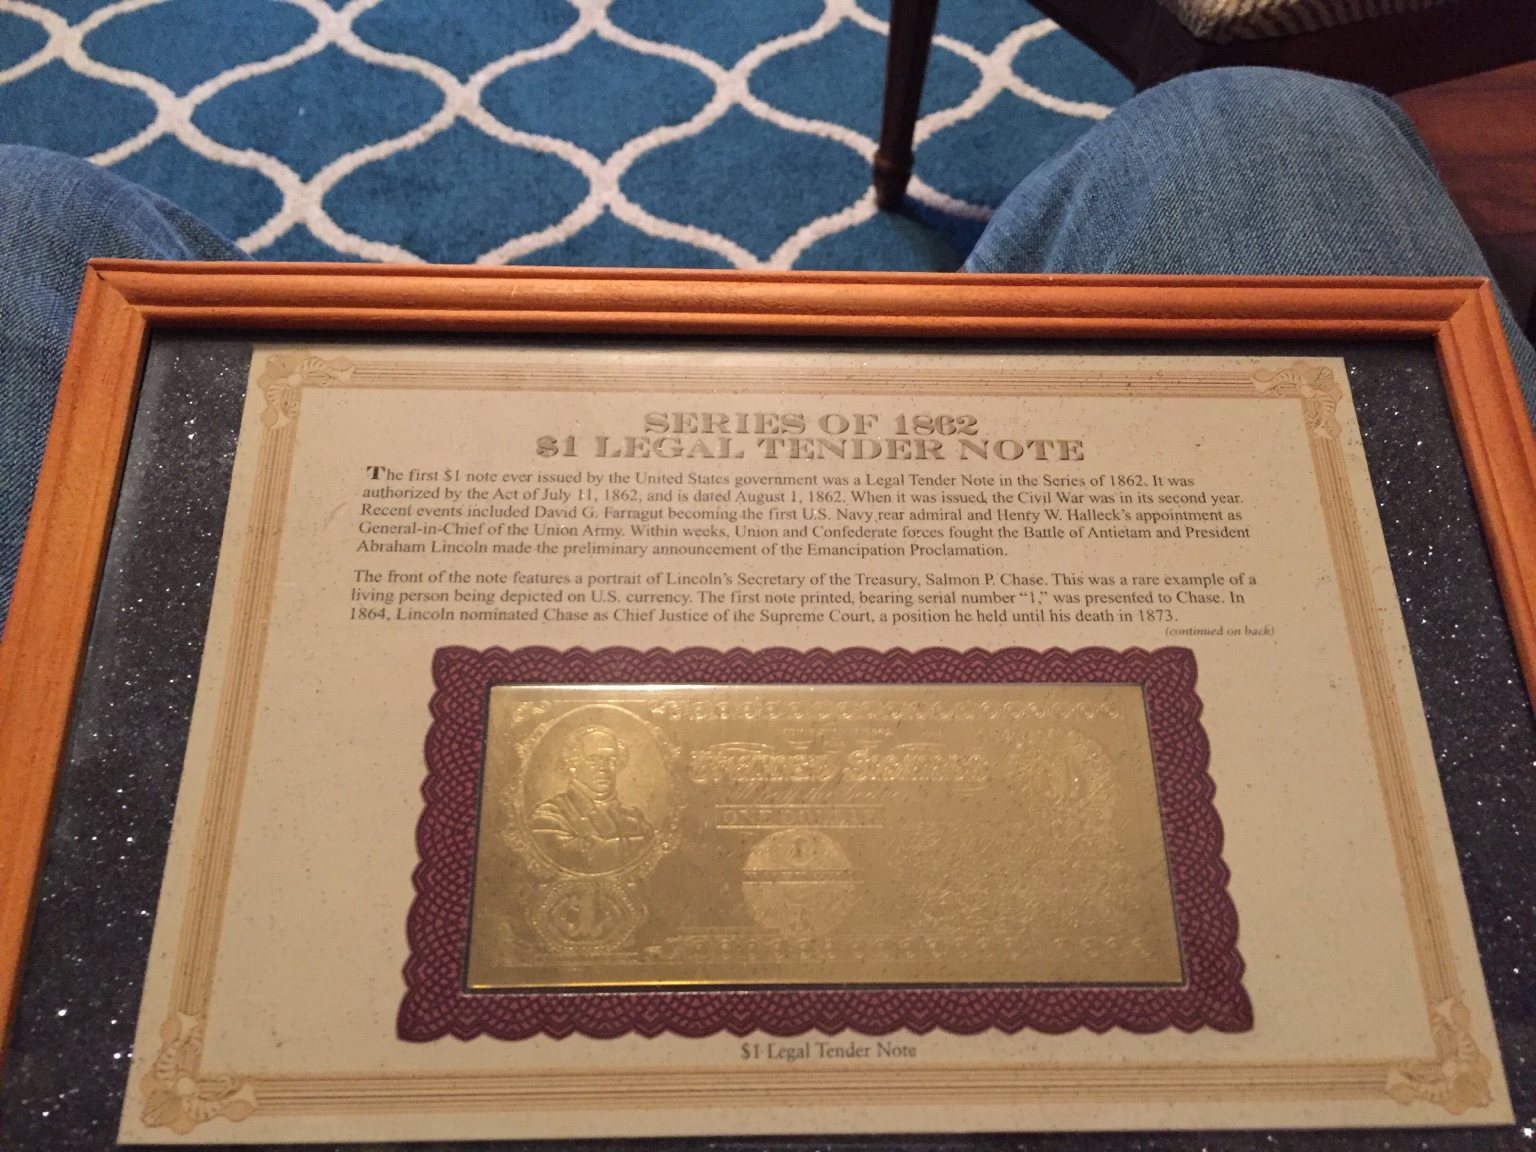 SERIES OF 1862
$1 LEGAL TENDER NOTE
The first $1 note ever issued by the United States government was a Legal Tender Note in the Series of 1862. It was
authorized by the Act of July 11, 1862, and is dated August 1, 1862. When it was issued, the Civil War was in its second year.
Recent events included David G. Farragut becoming the first U.S. Navy rear admiral and Henry W. Halleck's appointment as
General-in-Chief of the Union Army. Within weeks, Union and Confederate forces fought the Battle of Antietam and President
Abraham Lincoln made the preliminary announcement of the Emancipation Proclamation.
The front of the note features a portrait of Lincoln's Secretary of the Treasury, Salmon P. Chase. This was a rare example of a
living person being depicted on U.S. currency. The first note printed, bearing serial number "1," was presented to Chase. In
1864, Lincoln nominated Chase as Chief Justice of the Supreme Court, a position he held until his death in 1873.
(continued on back)
United States
ONE DOLLAR
1
$1 Legal Tender Note